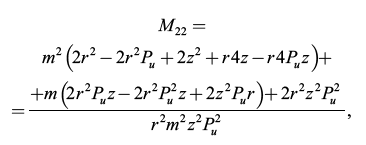 M₂₂ =
m²(2r² − 2r²Pᵤ + 2z² + r4z − r4Pᵤz)+
+m(2r²Pᵤz − 2r²Pᵤ²z + 2z²Pᵤr)+ 2r²z²Pᵤ²
= ,
r²m²z²Pᵤ²